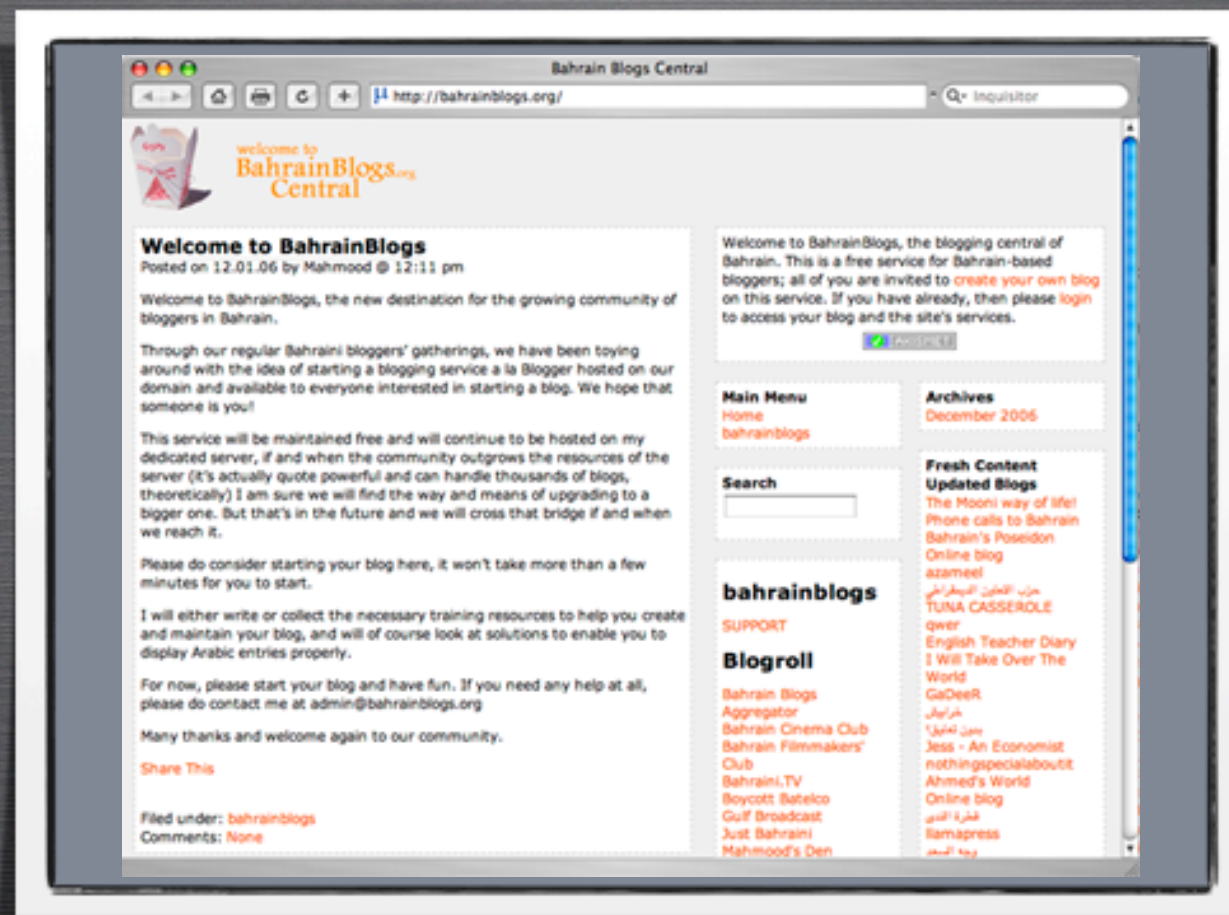 Bahrain Blogs Central
http://bahrainblogs.org/
Inquisitor
welcome to
BahrainBlogs.org
Central
Welcome to BahrainBlogs
Posted on 12.01.06 by Mahmood @ 12:11 pm
Welcome to BahrainBlogs, the new destination for the growing community of
bloggers in Bahrain.
Through our regular Bahraini bloggers' gatherings, we have been toying
around with the idea of starting a blogging service a la Blogger hosted on our
domain and available to everyone interested in starting a blog. We hope that
someone is you!
This service will be maintained free and will continue to be hosted on my
dedicated server, if and when the community outgrows the resources of the
server (it's actually quote powerful and can handle thousands of blogs,
theoretically) I am sure we will find the way and means of upgrading to a
bigger one. But that's in the future and we will cross that bridge if and when
we reach it.
Please do consider starting your blog here, it won't take more than a few
minutes for you to start.
I will either write or collect the necessary training resources to help you create
and maintain your blog, and will of course look at solutions to enable you to
display Arabic entries properly.
For now, please start your blog and have fun. If you need any help at all,
please do contact me at admin@bahrainblogs.org
Many thanks and welcome again to our community.
Share This
Filed under: bahrainblogs
Comments: None
Welcome to BahrainBlogs, the blogging central of
Bahrain. This is a free service for Bahrain-based
bloggers; all of you are invited to create your own blog
on this service. If you have already, then please login
to access your blog and the site's services.
Main Menu
Home
bahrainblogs
Search
bahrainblogs
SUPPORT
Blogroll
Bahrain Blogs
Aggregator
Bahrain Cinema Club
Bahrain Filmmakers'
Club
Bahraini.TV
Boycott Batelco
Gulf Broadcast
Just Bahraini
Mahmood's Den
Archives
December 2006
Fresh Content
Updated Blogs
The Mooni way of life!
Phone calls to Bahrain
Bahrain's Poseidon
Online blog
azameel
حزب التعاون الديمقراطي
TUNA CASSEROLE
qwer
English Teacher Diary
I Will Take Over The
World
GaDeeR
خرابيش
بدون تعليق!
Jess - An Economist
nothingspecialaboutit
Ahmed's World
Online blog
قطرة الندى
llamapress